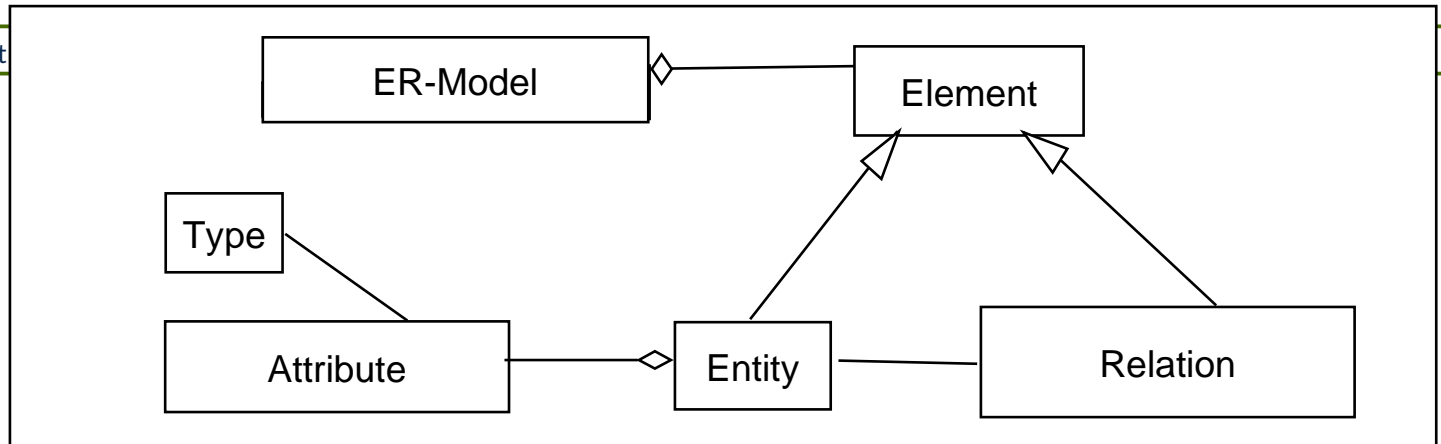 t
ER-Model
Element
Type
Attribute
Entity
Relation